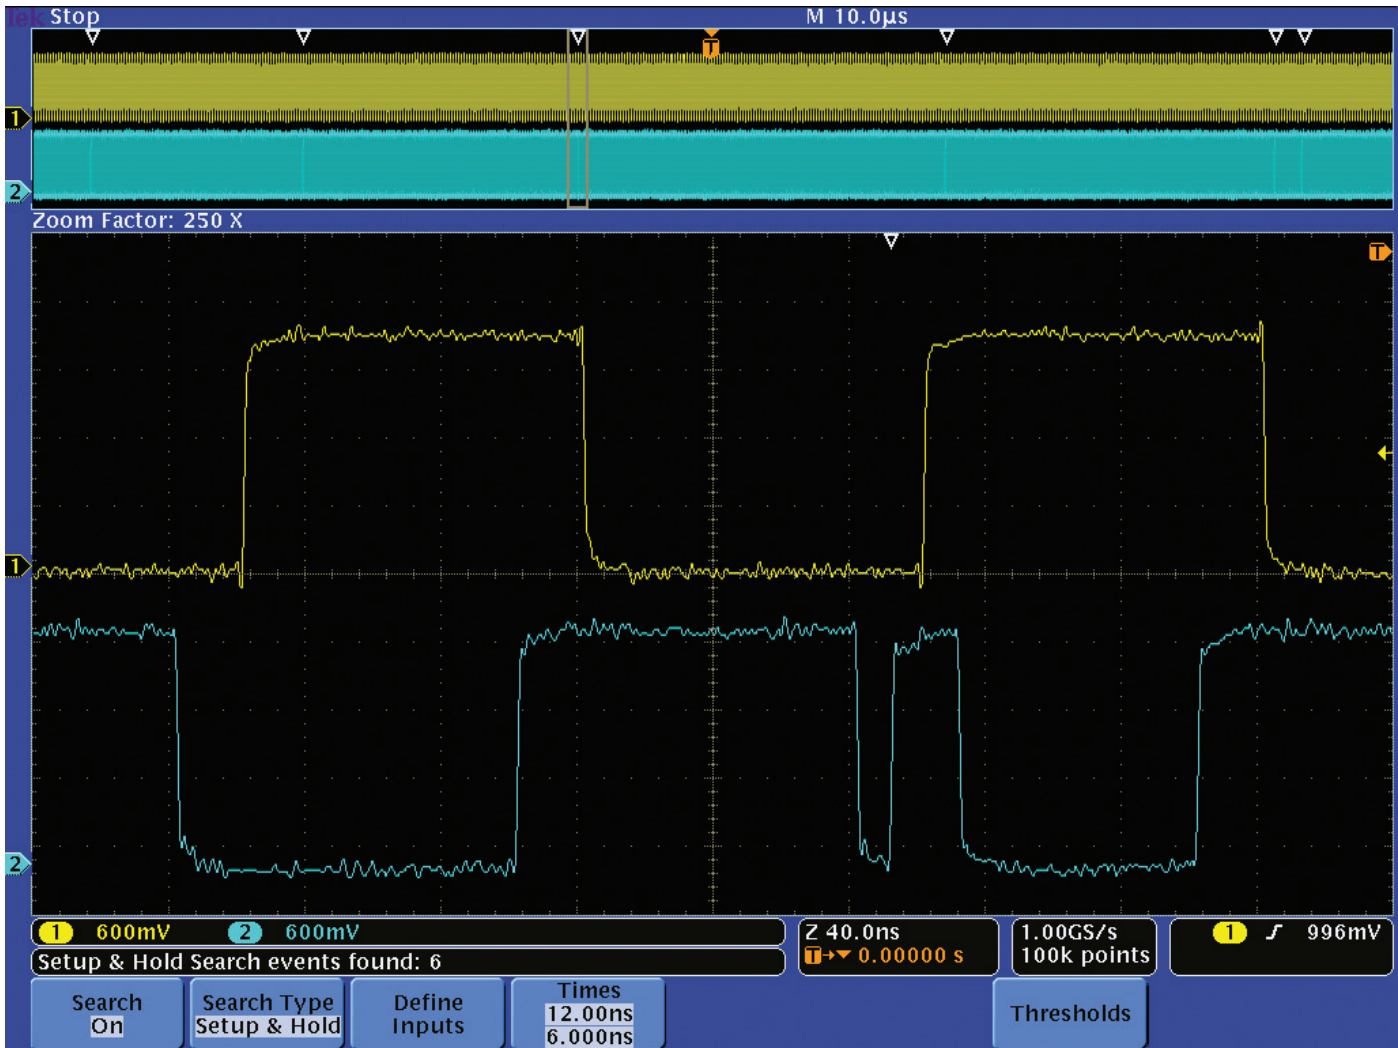 Tek Stop M 10.0µs
T
1
2
Zoom Factor: 250 X
T
1
2
1 600mV 2 600mV
Z 40.0ns
T→▼ 0.00000 s
1.00GS/s
100k points
1 996mV
Setup & Hold Search events found: 6
Search
On
Search Type
Setup & Hold
Define
Inputs
Times
12.00ns
6.000ns
Thresholds